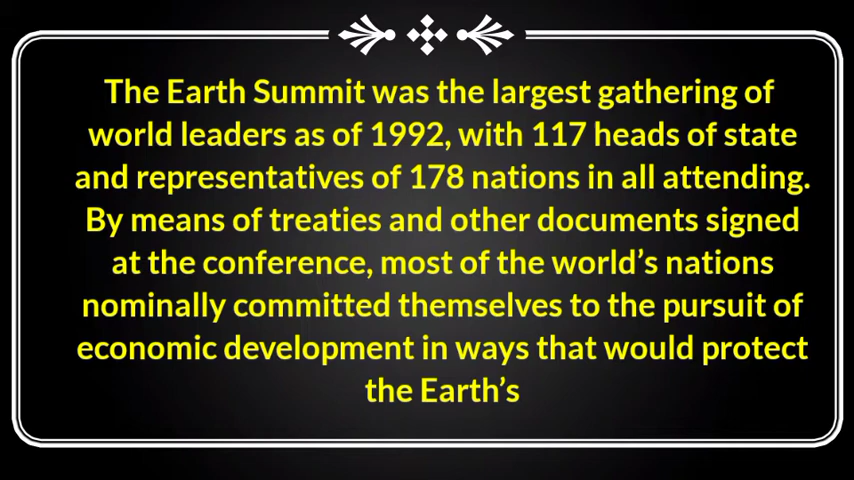 The Earth Summit was the largest gathering of
world leaders as of 1992, with 117 heads of state
and representatives of 178 nations in all attending.
By means of treaties and other documents signed
at the conference, most of the world’s nations
nominally committed themselves to the pursuit of
economic development in ways that would protect
the Earth’s